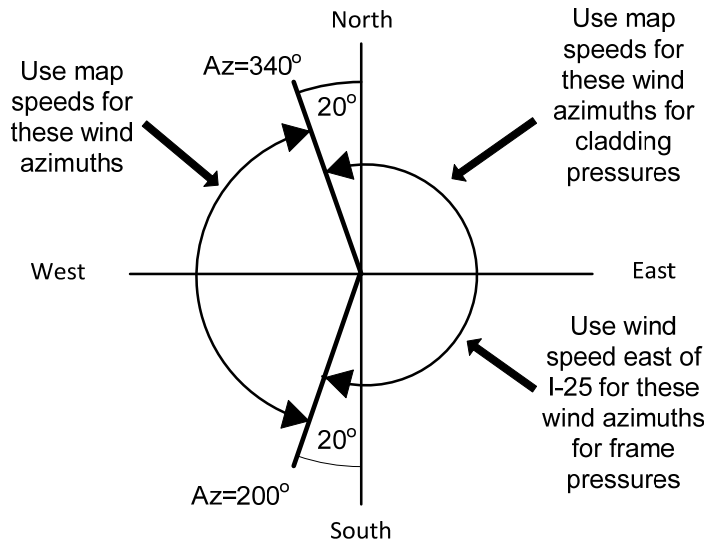 North
Use map
speeds for
these wind
azimuths
Az=340°
20°
Use map
speeds for
these wind
azimuths for
cladding
pressures
West
East
Use wind
speed east of
I-25 for these
wind azimuths
for frame
pressures
20°
Az=200°
South